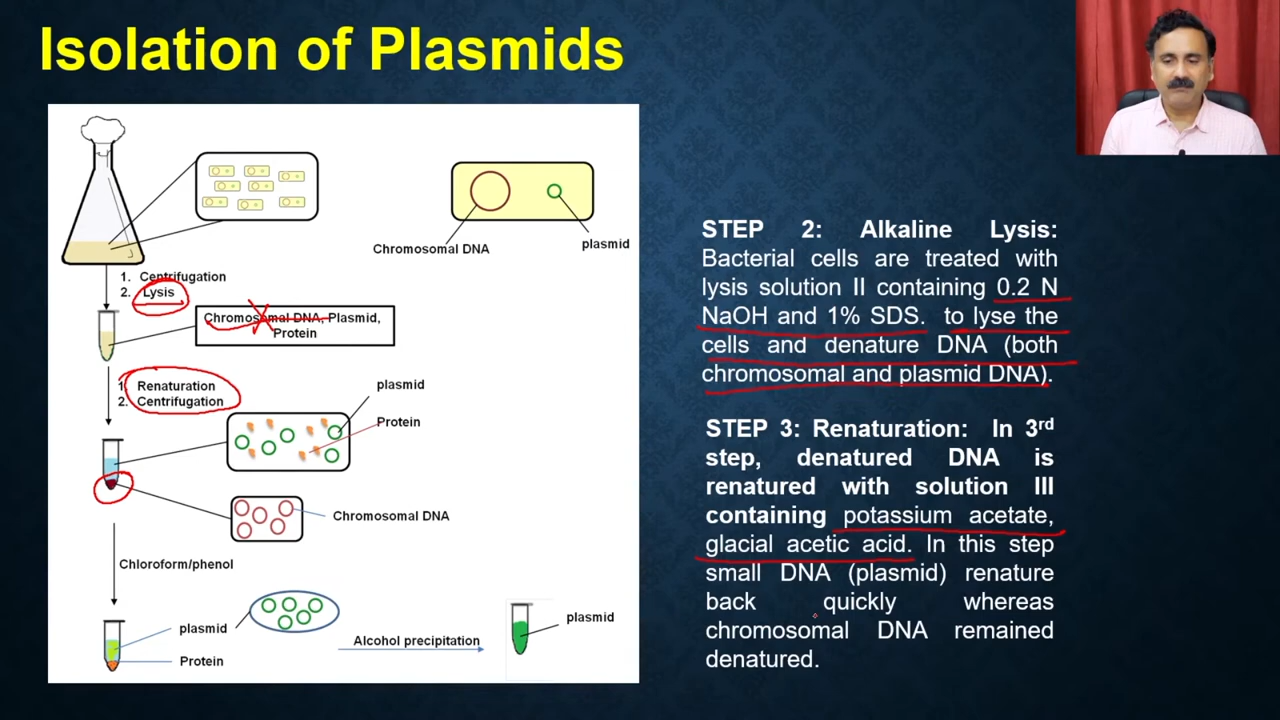 Isolation of Plasmids
Chromosomal DNA
plasmid
1. Centrifugation
2. Lysis
Chromosomal DNA, Plasmid,
Protein
1. Renaturation
2. Centrifugation
plasmid
Protein
Chromosomal DNA
Chloroform/phenol
plasmid
Protein
Alcohol precipitation
plasmid
STEP 2: Alkaline Lysis:
Bacterial cells are treated with
lysis solution II containing 0.2 N
NaOH and 1% SDS. to lyse the
cells and denature DNA (both
chromosomal and plasmid DNA).
STEP 3: Renaturation: In 3rd
step, denatured DNA is
renatured with solution III
containing potassium acetate,
glacial acetic acid. In this step
small DNA (plasmid) renature
back quickly whereas
chromosomal DNA remained
denatured.